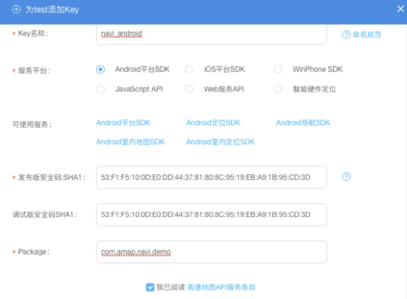 为test添加Key
* Key名称: navi_android 命名规范
* 服务平台: Android平台SDK iOS平台SDK WinPhone SDK
JavaScript API Web服务API 智能硬件定位
可使用服务: Android平台SDK Android定位SDK Android导航SDK
Android室内地图SDK Android室内定位SDK
* 发布版安全码SHA1: 53:F1:F5:10:0D:E0:DD:44:37:81:80:8C:95:19:EB:A9:1B:95:CD:3D
调试版安全码SHA1: 53:F1:F5:10:0D:E0:DD:44:37:81:80:8C:95:19:EB:A9:1B:95:CD:3D
* Package: com.amap.navi.demo
我已阅读 高德地图API服务条款